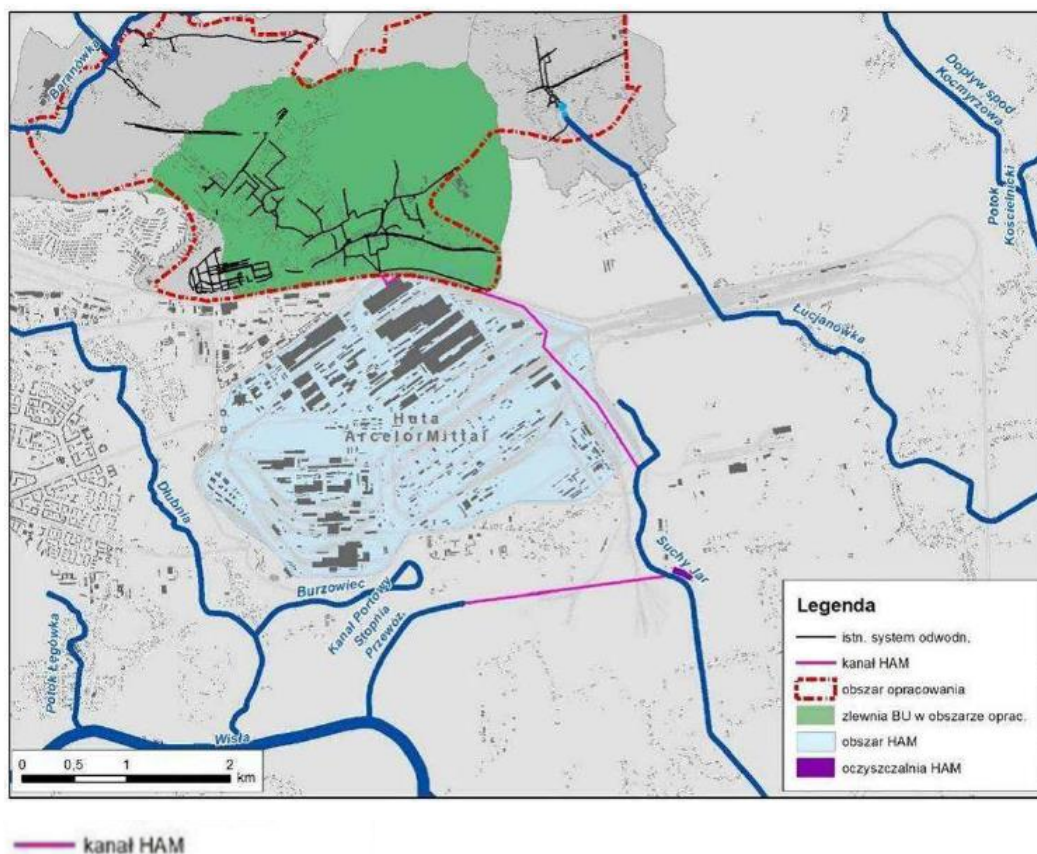 Baranówka
Dopływ spod
Kocmyrzowa
Potok
Kościelnicki
Łucjanówka
Huta
ArcelorMittal
Dłubnia
Suchy Jar
Burzowiec
Kanał Portowy
Stopnia
Przewóz.
Potok Łęgówka
Wisła
0 0,5 1 2
km
Legenda
istn. system odwodn.
kanał HAM
obszar opracowania
zlewnia BU w obszarze oprac.
obszar HAM
oczyszczalnia HAM
kanał HAM